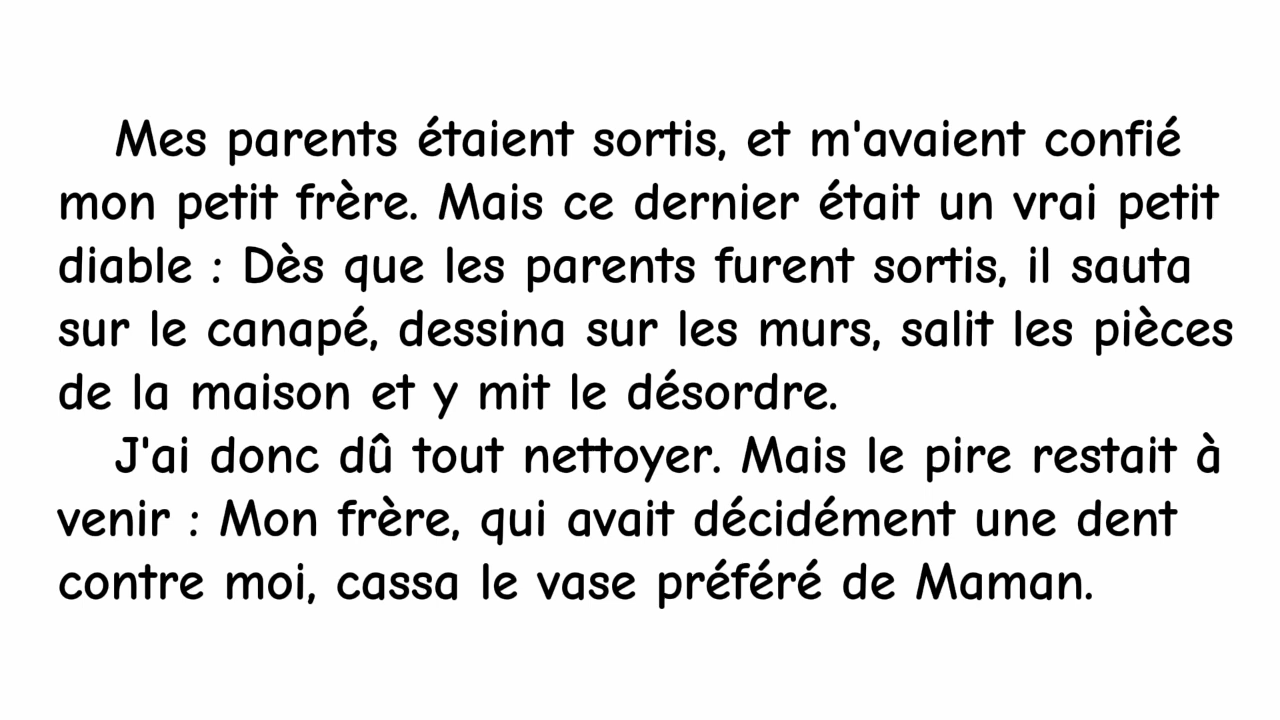 Mes parents étaient sortis, et m'avaient confié
mon petit frère. Mais ce dernier était un vrai petit
diable : Dès que les parents furent sortis, il sauta
sur le canapé, dessina sur les murs, salit les pièces
de la maison et y mit le désordre.
J'ai donc dû tout nettoyer. Mais le pire restait à
venir : Mon frère, qui avait décidément une dent
contre moi, cassa le vase préféré de Maman.